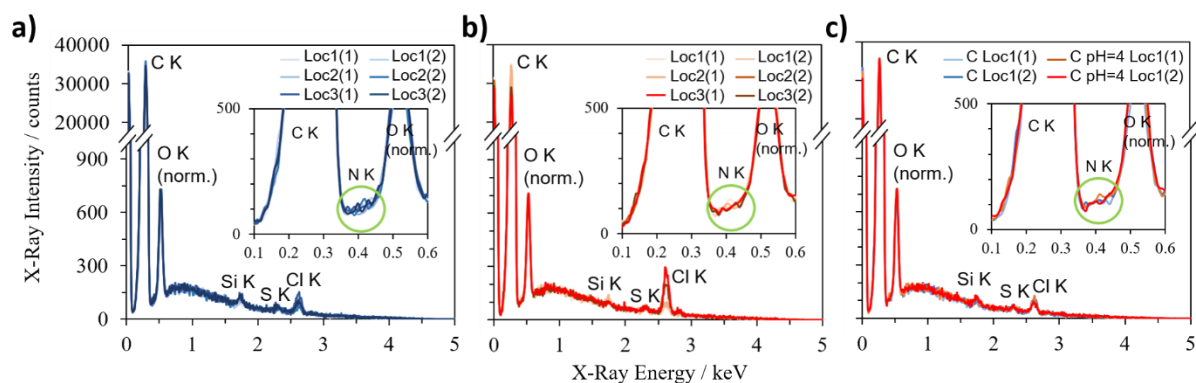 a)
X-Ray Intensity / counts
40000
30000
20000
900
750
600
450
300
150
0
C K
O K
(norm.)
Si K
S K
Cl K
Loc1(1)
Loc1(2)
Loc2(1)
Loc2(2)
Loc3(1)
Loc3(2)
500
0
C K
N K
O K
(norm.)
0.1 0.2 0.3 0.4 0.5 0.6
0 1 2 3 4 5
b)
C K
O K
(norm.)
Si K
S K
Cl K
Loc1(1)
Loc1(2)
Loc2(1)
Loc2(2)
Loc3(1)
Loc3(2)
500
0
C K
N K
O K
(norm.)
0.1 0.2 0.3 0.4 0.5 0.6
0 1 2 3 4 5
c)
C K
O K
(norm.)
Si K
S K
Cl K
C Loc1(1)
C pH=4 Loc1(1)
C Loc1(2)
C pH=4 Loc1(2)
500
0
C K
N K
O K
(norm.)
0.1 0.2 0.3 0.4 0.5 0.6
0 1 2 3 4 5
X-Ray Energy / keV